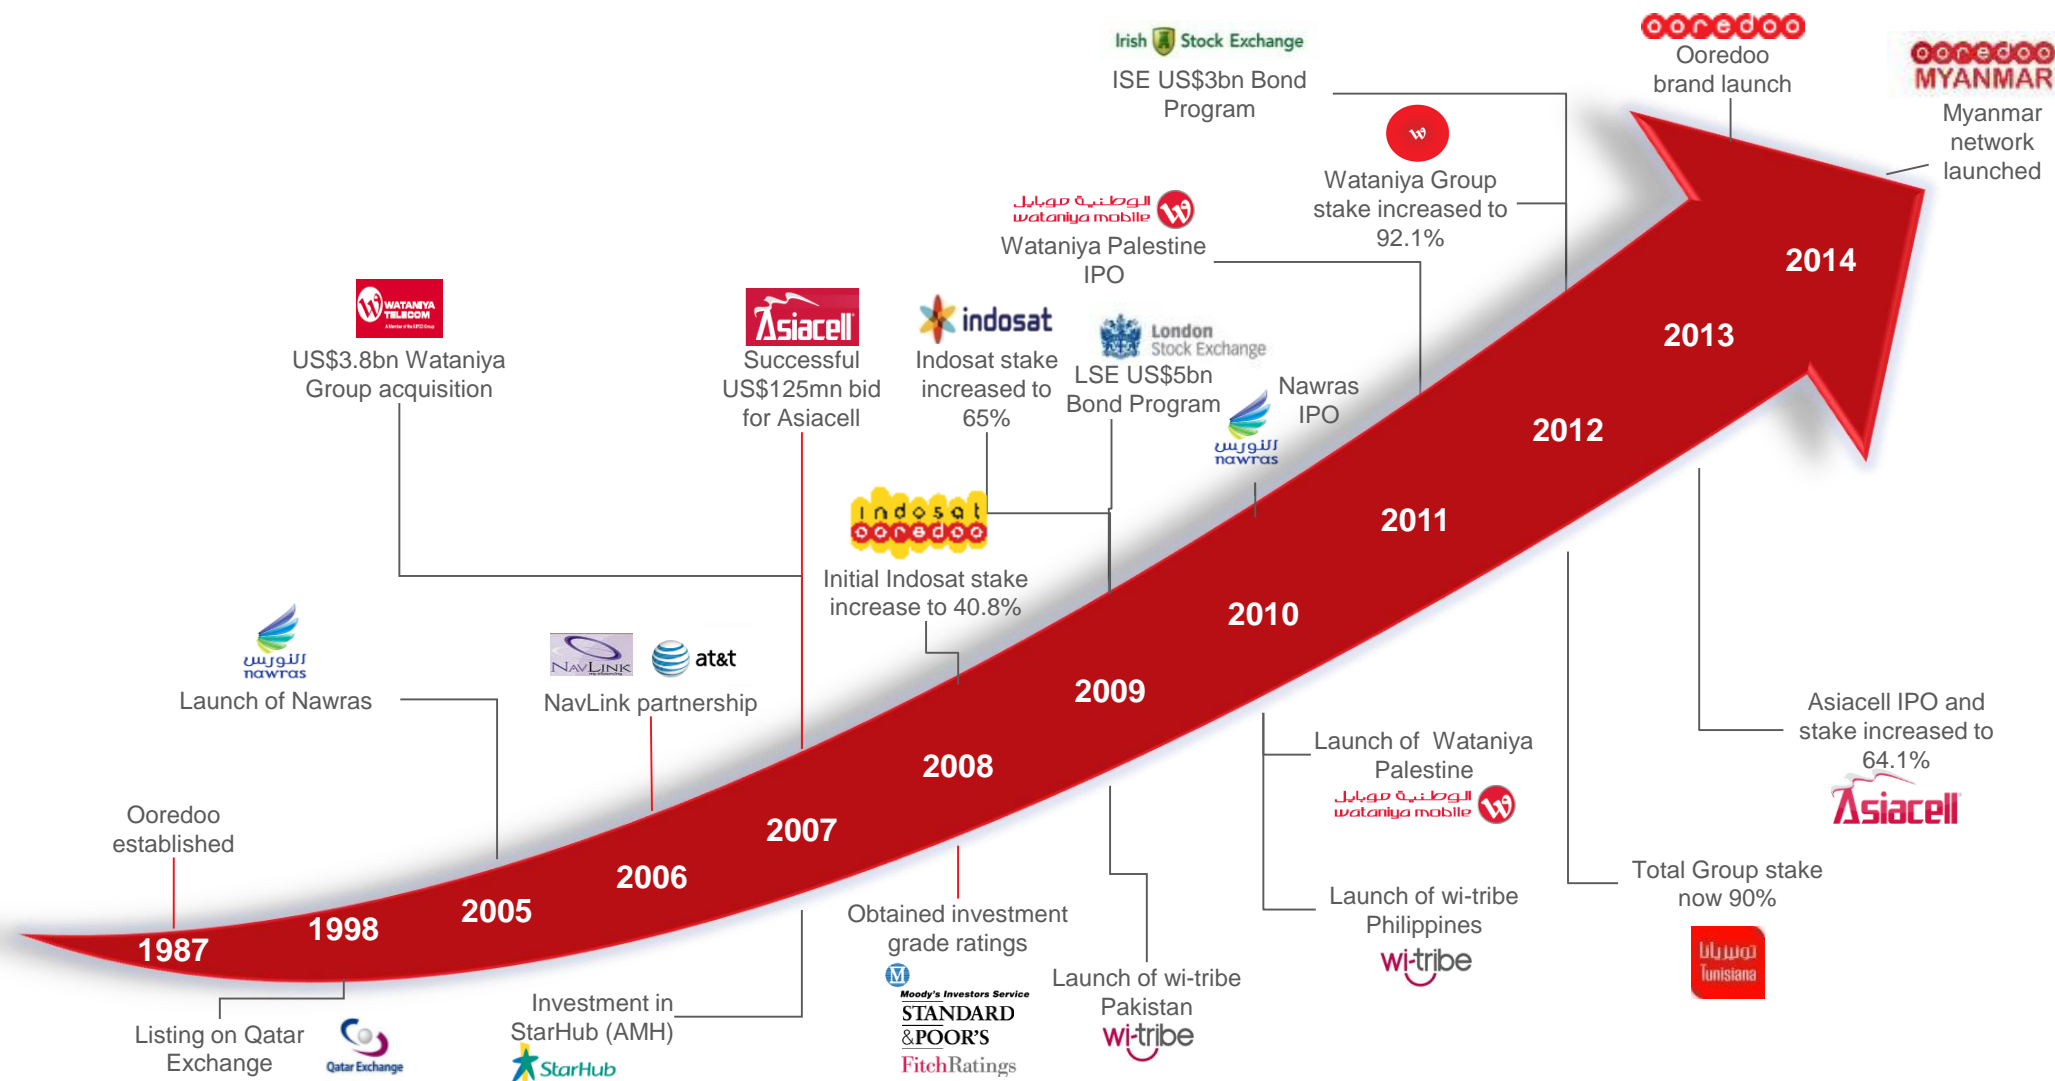 Irish Stock Exchange
ISE US$3bn Bond
Program
ooredoo
Ooredoo
brand launch
ooredoo
MYANMAR
Myanmar
network
launched
Wataniya Group
stake increased to
92.1%
الوطنية موبايل
wataniya mobile
Wataniya Palestine
IPO
WATANIYA
TELECOM
US$3.8bn Wataniya
Group acquisition
Asiacell
Successful
US$125mn bid
for Asiacell
indosat
Indosat stake
increased to
65%
London
Stock Exchange
LSE US$5bn
Bond Program
Nawras
IPO
النورس
nawras
indosat
ooredoo
Initial Indosat stake
increase to 40.8%
النورس
nawras
Launch of Nawras
NAVLINK
at&t
NavLink partnership
Ooredoo
established
1987
1998
2005
2006
2007
2008
2009
2010
2011
2012
2013
2014
Listing on Qatar
Exchange
Qatar Exchange
Investment in
StarHub (AMH)
StarHub
Obtained investment
grade ratings
M
Moody's Investors Service
STANDARD
&POOR'S
FitchRatings
Launch of wi-tribe
Pakistan
wi-tribe
Launch of Wataniya
Palestine
الوطنية موبايل
wataniya mobile
Launch of wi-tribe
Philippines
wi-tribe
Total Group stake
now 90%
توnيزيانا
Tunisiana
Asiacell IPO and
stake increased to
64.1%
Asiacell